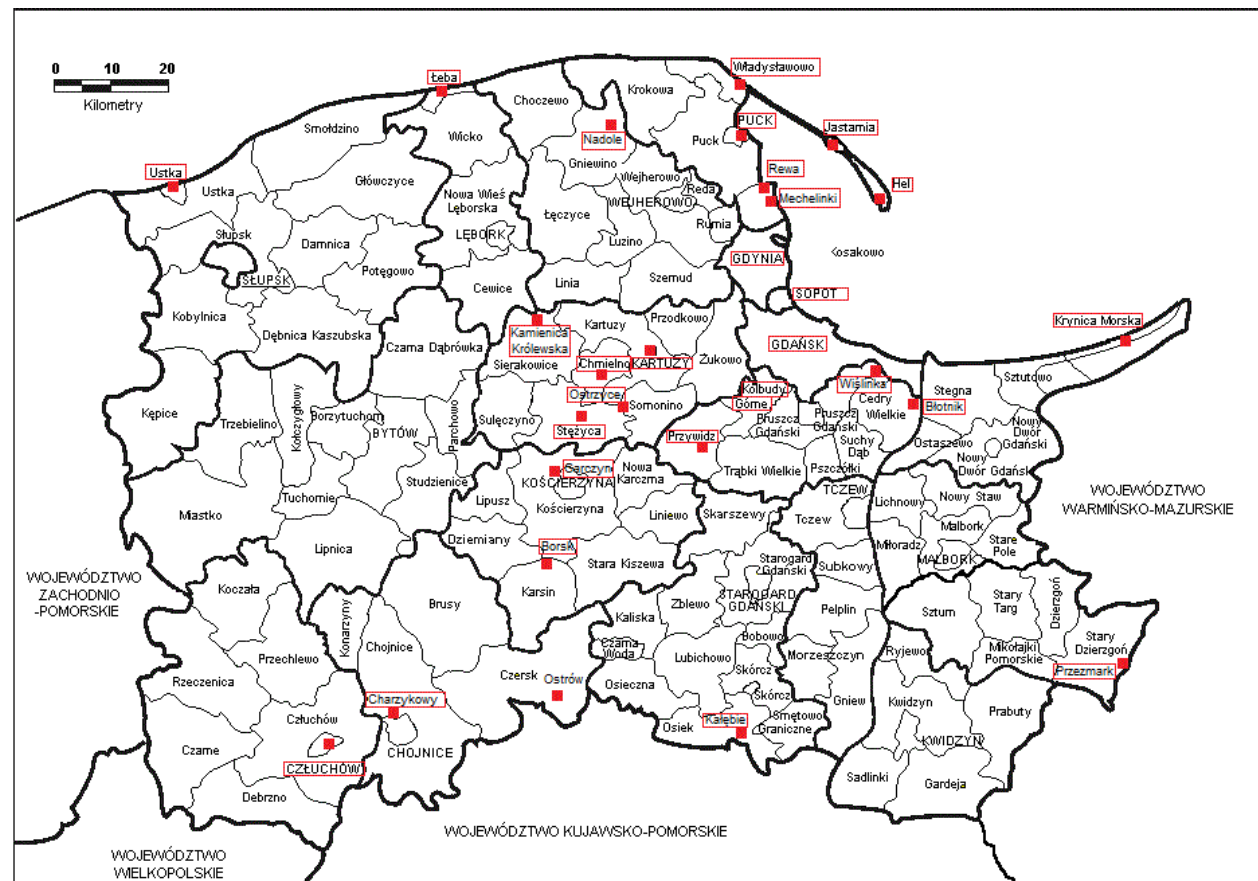 0 10 20
Kilometry
Łeba
Władysławowo
Choczewo
Krokowa
Smołdzino
Wicko
Nadole
Puck
PUCK
Jastarnia
Ustka
Ustka
Główczyce
Gniewino
Wejherowo
Reda
Rewa
Mechelinki
Hel
Nowa Wieś
Lęborska
WEJHEROWO
Rumia
Słupsk
Damnica
LĘBORK
Łęczyce
Luzino
Kosakowo
SŁUPSK
Potęgowo
GDYNIA
Cewice
Linia
Szemud
SOPOT
Kobylnica
Dębnica Kaszubska
Czarna Dąbrówka
Kamienica
Królewska
Kartuzy
Przodkowo
Krynica Morska
GDAŃSK
Sierakowice
Chmielno
KARTUZY
Żukowo
Wiślinka
Kępice
Trzebielino
Kołczygłowy
Borzytuchom
BYTÓW
Parchowo
Sulęczyno
Ostrzyce
Somonino
Stężyca
Kolbudy
Górne
Pruszcz
Gdański
Pruszcz
Gdański
Cedry
Wielkie
Błotnik
Stegna
Sztutowo
Nowy
Dwór
Gdański
Przywidz
Suchy
Dąb
Ostaszewo
Nowy
Dwór Gdański
Trąbki Wielkie
Pszczółki
Studzienice
Garczyn
KOŚCIERZYNA
Nowa
Karczma
Tuchomie
Lipusz
Kościerzyna
Liniewo
Skarszewy
TCZEW
Tczew
Lichnowy
Nowy Staw
WOJEWÓDZTWO
WARMIŃSKO-MAZURSKIE
Miastko
Lipnica
Dziemiany
Borsk
Malbork
Stare
Pole
Miłoradz
MALBORK
WOJEWÓDZTWO
ZACHODNIO
-POMORSKIE
Koczała
Konarzyny
Brusy
Karsin
Stara Kiszewa
Starogard
Gdański
Subkowy
STAROGARD
GDAŃSKI
Zblewo
Kaliska
Pelplin
Sztum
Stary
Targ
Dzierzgoń
Stary
Dzierzgoń
Chojnice
Przechlewo
Czarna
Woda
Lubichowo
Bobowo
Morzeszczyn
Ryjewo
Mikołajki
Pomorskie
Przezmark
Rzeczenica
Czersk
Ostrów
Osieczna
Skórcz
Skórcz
Gniew
Kwidzyn
Prabuty
Charzykowy
Człuchów
Osiek
Kałębie
Smętowo
Graniczne
Czarne
CHOJNICE
KWIDZYN
CZŁUCHÓW
Sadlinki
Gardeja
Debrzno
WOJEWÓDZTWO KUJAWSKO-POMORSKIE
WOJEWÓDZTWO
WIELKOPOLSKIE